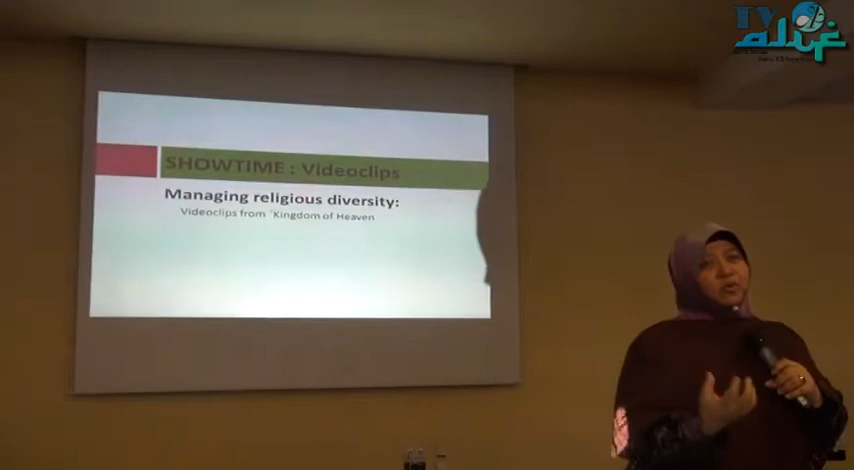 TV
alif
SHOWTIME : Videoclips
Managing religious diversity:
Videoclips from 'Kingdom of Heaven